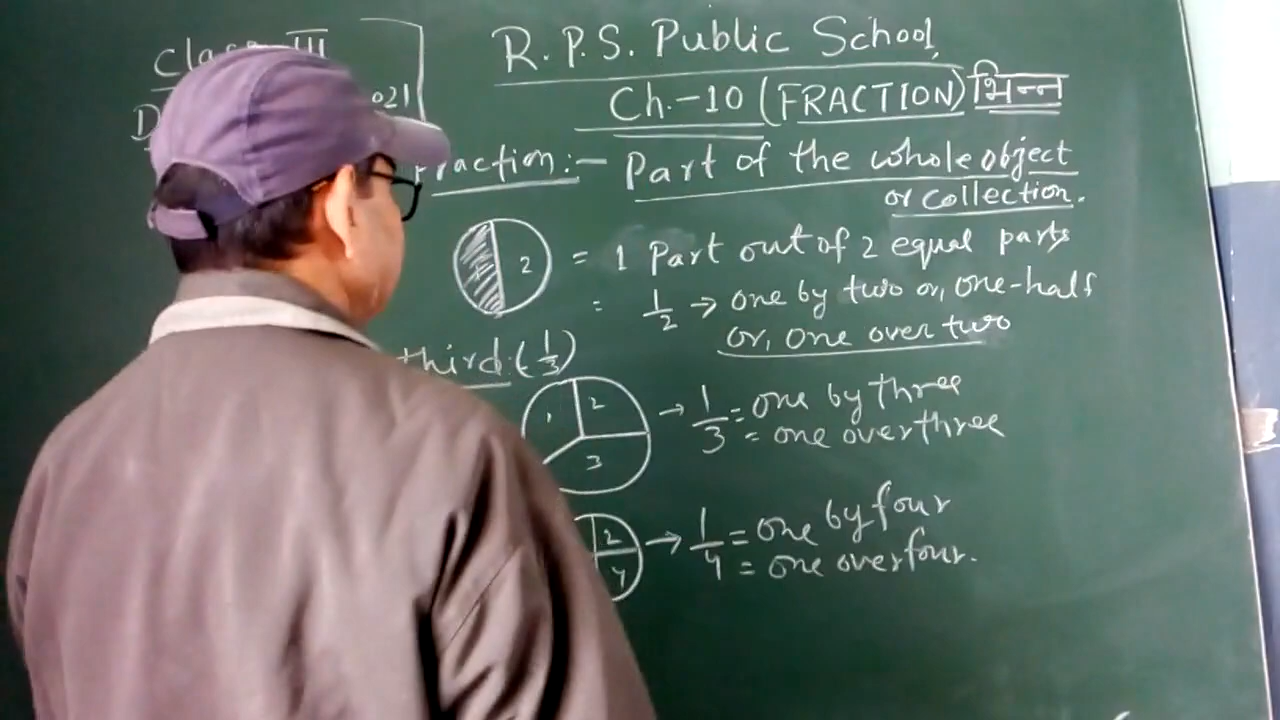 Class III
R.P.S. Public School,
D 021
Ch.-10 (FRACTION) भिन्न
Fraction:- Part of the whole object
or collection.
1 2 = 1 Part out of 2 equal parts
= 1/2 → one by two or, one-half
or, one over two
third:(1/3)
1 2 3 → 1/3 = one by three
= one over three
2 4 → 1/4 = one by four
= one over four.